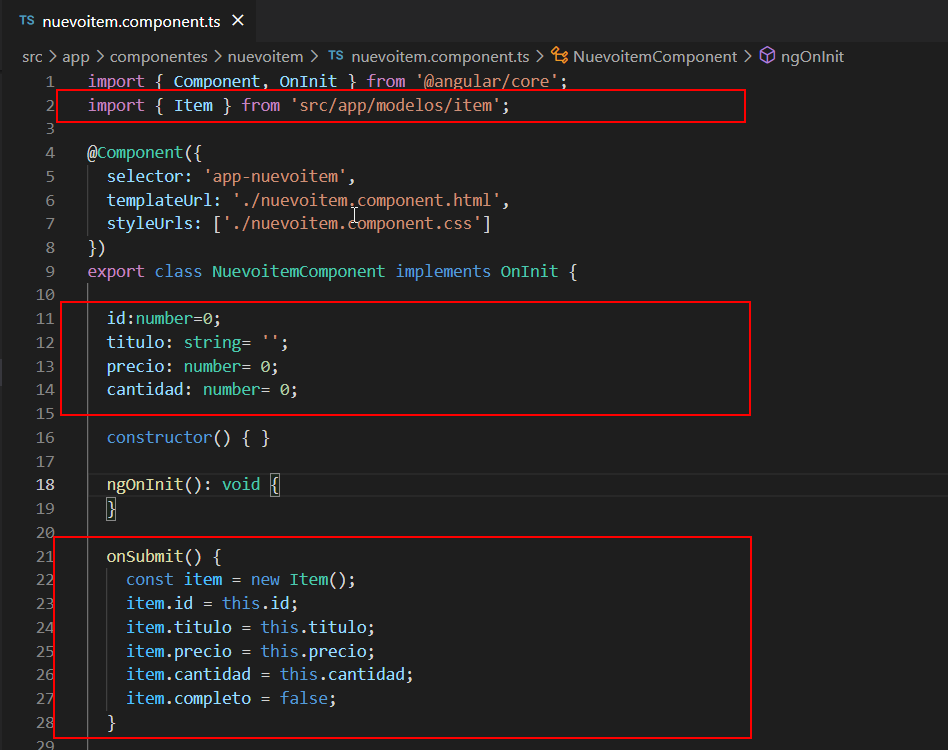 TS nuevoitem.component.ts ×
src > app > componentes > nuevoitem > TS nuevoitem.component.ts > NuevoitemComponent > ngOnInit
1 import { Component, OnInit } from '@angular/core';
2 import { Item } from 'src/app/modelos/item';
3
4 @Component({
5 selector: 'app-nuevoitem',
6 templateUrl: './nuevoitem.component.html',
7 styleUrls: ['./nuevoitem.component.css']
8 })
9 export class NuevoitemComponent implements OnInit {
10
11 id:number=0;
12 titulo: string= '';
13 precio: number= 0;
14 cantidad: number= 0;
15
16 constructor() { }
17
18 ngOnInit(): void {
19 }
20
21 onSubmit() {
22 const item = new Item();
23 item.id = this.id;
24 item.titulo = this.titulo;
25 item.precio = this.precio;
26 item.cantidad = this.cantidad;
27 item.completo = false;
28 }
29